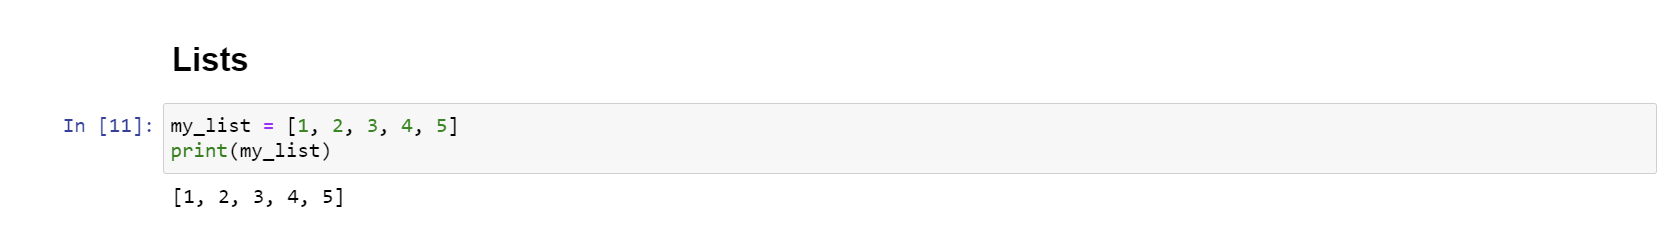 Lists
In [11]: my_list = [1, 2, 3, 4, 5]
print(my_list)
[1, 2, 3, 4, 5]